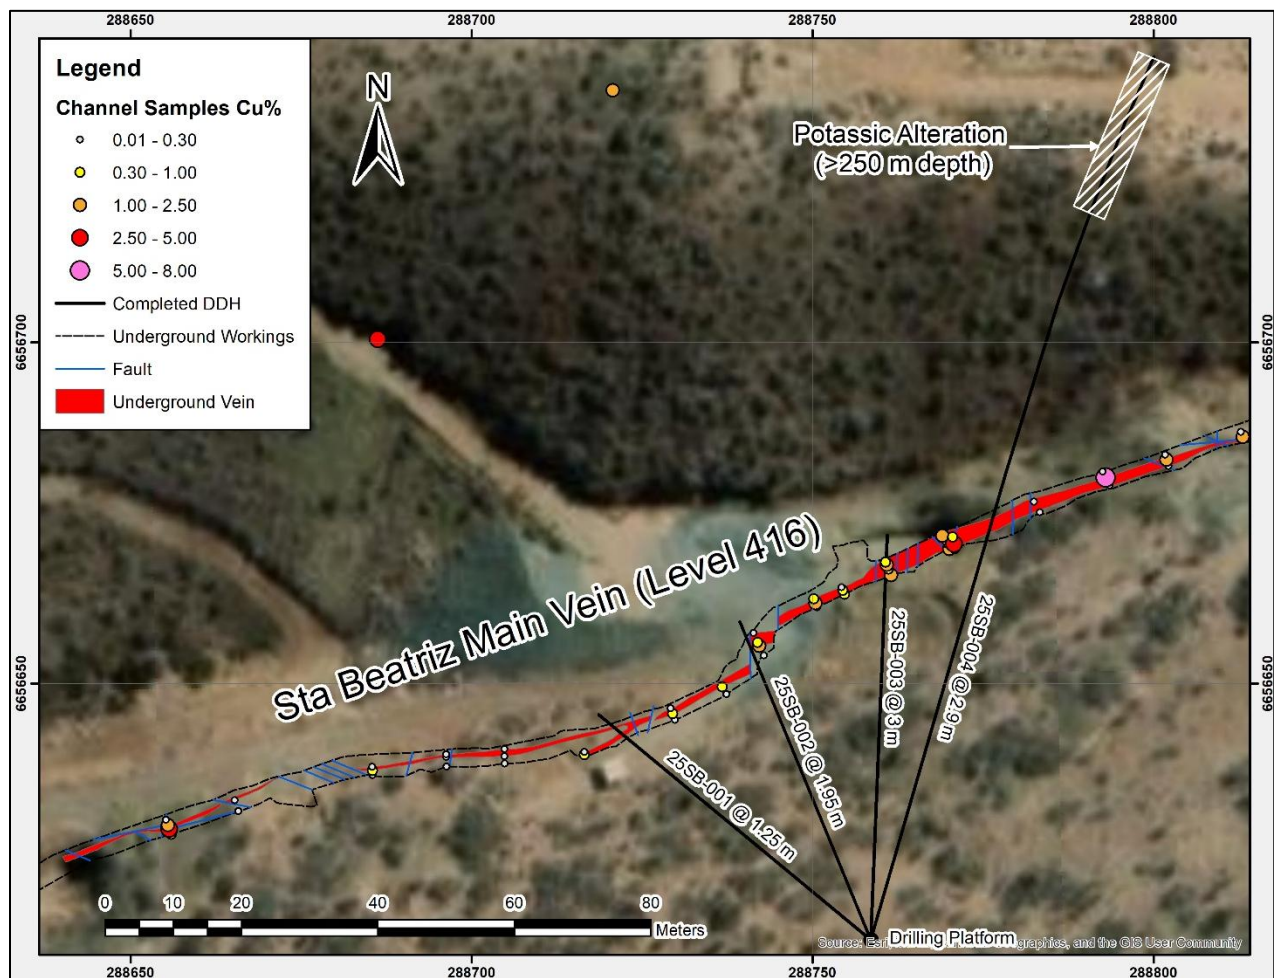 288650
288700
288750
288800
Legend
Channel Samples Cu%
0.01 - 0.30
0.30 - 1.00
1.00 - 2.50
2.50 - 5.00
5.00 - 8.00
Completed DDH
Underground Workings
Fault
Underground Vein
N
Potassic Alteration
(>250 m depth)
6656700
6656700
Sta Beatriz Main Vein (Level 416)
6656650
6656650
25SB-001 @ 1.25 m
25SB-002 @ 1.95 m
25SB-003 @ 3 m
25SB-004 @ 2.9 m
0
10
20
40
60
80
Meters
Drilling Platform
Source: Esri, and the GIS User Community
288650
288700
288750
288800